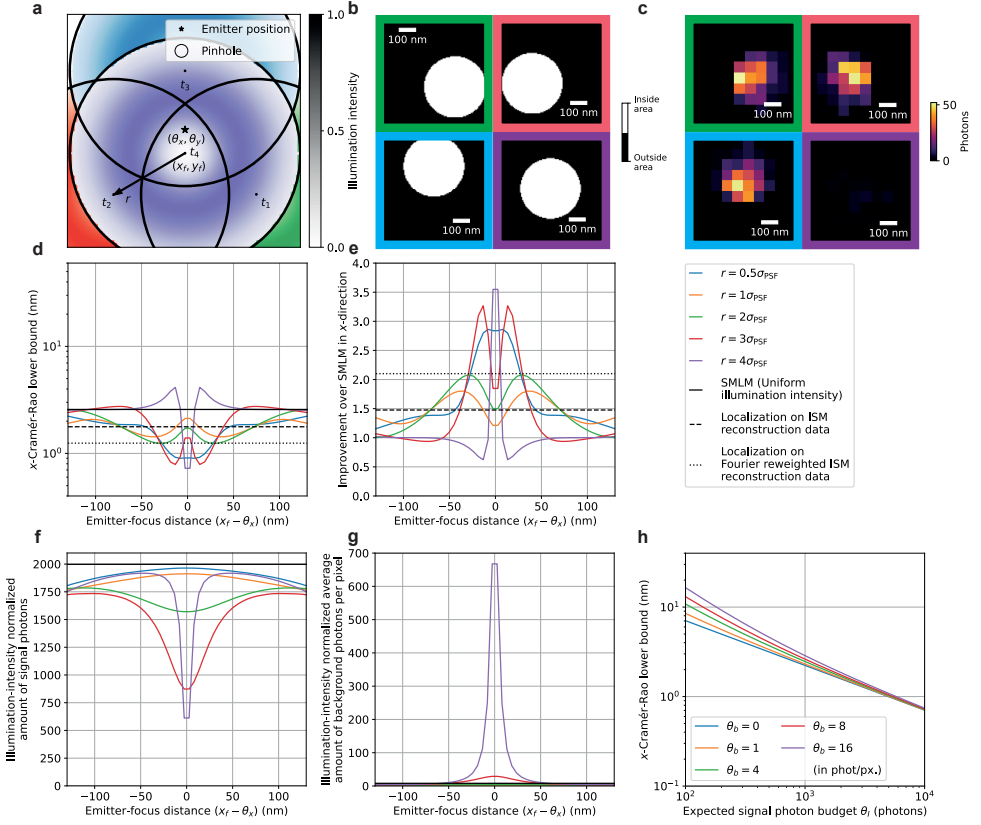 a
Emitter position
Pinhole
t3
(θx, θy)
t4
(xf, yf)
t2
r
t1
1.0
0.5
0.0
Illumination intensity
b
100 nm
100 nm
100 nm
100 nm
Inside area
Outside area
c
100 nm
100 nm
100 nm
100 nm
50
0
Photons
d
x-Cramér-Rao lower bound (nm)
10^1
10^0
−100
−50
0
50
100
Emitter-focus distance (xf − θx) (nm)
e
Improvement over SMLM in x-direction
5.0
4.5
4.0
3.5
3.0
2.5
2.0
1.5
1.0
0.5
0.0
−100
−50
0
50
100
Emitter-focus distance (xf − θx) (nm)
r = 0.5σPSF
r = 1σPSF
r = 2σPSF
r = 3σPSF
r = 4σPSF
SMLM (Uniform
illumination intensity)
Localization on ISM
reconstruction data
Localization on
Fourier reweighted ISM
reconstruction data
f
Illumination-intensity normalized
amount of signal photons
2000
1750
1500
1250
1000
750
500
250
0
−100
−50
0
50
100
Emitter-focus distance (xf − θx) (nm)
g
Illumination-intensity normalized average
amount of background photons per pixel
700
600
500
400
300
200
100
0
−100
−50
0
50
100
Emitter-focus distance (xf − θx) (nm)
h
x-Cramér-Rao lower bound (nm)
10^1
10^0
10^−1
θb = 0
θb = 1
θb = 4
θb = 8
θb = 16
(in phot/px.)
10^2
10^3
10^4
Expected signal photon budget θI (photons)